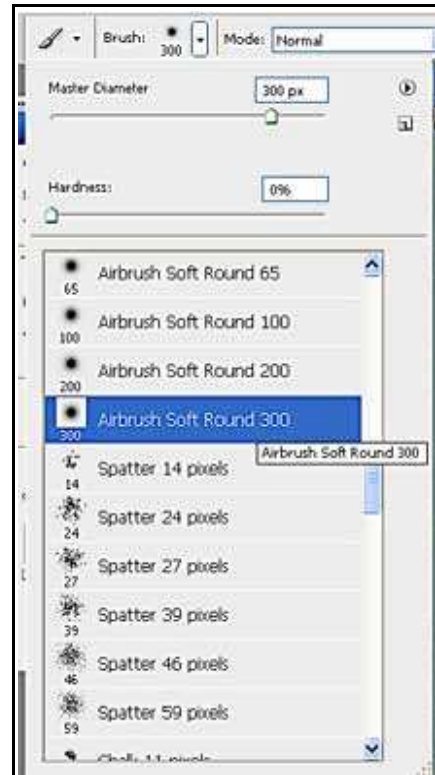 Brush: 300 Mode: Normal
Master Diameter 300 px
Hardness: 0%
65 Airbrush Soft Round 65
100 Airbrush Soft Round 100
200 Airbrush Soft Round 200
300 Airbrush Soft Round 300
Airbrush Soft Round 300
14 Spatter 14 pixels
24 Spatter 24 pixels
27 Spatter 27 pixels
39 Spatter 39 pixels
46 Spatter 46 pixels
59 Spatter 59 pixels
Chalk 11 pixels